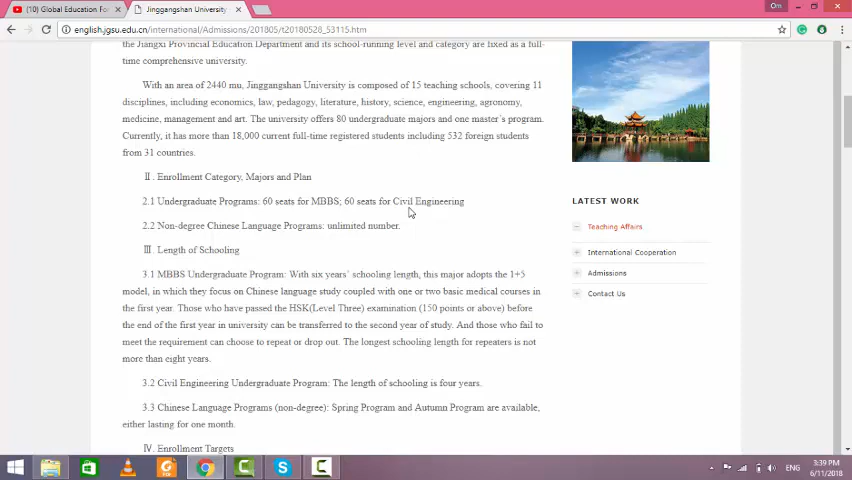 (10) Global Education For
Jinggangshan University
Om
english.jgsu.edu.cn/international/Admissions/201805/t20180528_53115.htm
the Jiangxi Provincial Education Department and its school-running level and category are fixed as a full-
time comprehensive university.
With an area of 2440 mu, Jinggangshan University is composed of 15 teaching schools, covering 11
disciplines, including economics, law, pedagogy, literature, history, science, engineering, agronomy,
medicine, management and art. The university offers 80 undergraduate majors and one master´s program.
Currently, it has more than 18,000 current full-time registered students including 532 foreign students
from 31 countries.
Ⅱ. Enrollment Category, Majors and Plan
2.1 Undergraduate Programs: 60 seats for MBBS; 60 seats for Civil Engineering
2.2 Non-degree Chinese Language Programs: unlimited number.
Ⅲ. Length of Schooling
3.1 MBBS Undergraduate Program: With six years´ schooling length, this major adopts the 1+5
model, in which they focus on Chinese language study coupled with one or two basic medical courses in
the first year. Those who have passed the HSK(Level Three) examination (150 points or above) before
the end of the first year in university can be transferred to the second year of study. And those who fail to
meet the requirement can choose to repeat or drop out. The longest schooling length for repeaters is not
more than eight years.
3.2 Civil Engineering Undergraduate Program: The length of schooling is four years.
3.3 Chinese Language Programs (non-degree): Spring Program and Autumn Program are available,
either lasting for one month.
Ⅳ. Enrollment Targets
LATEST WORK
Teaching Affairs
International Cooperation
Admissions
Contact Us
ENG
3:39 PM
6/11/2018